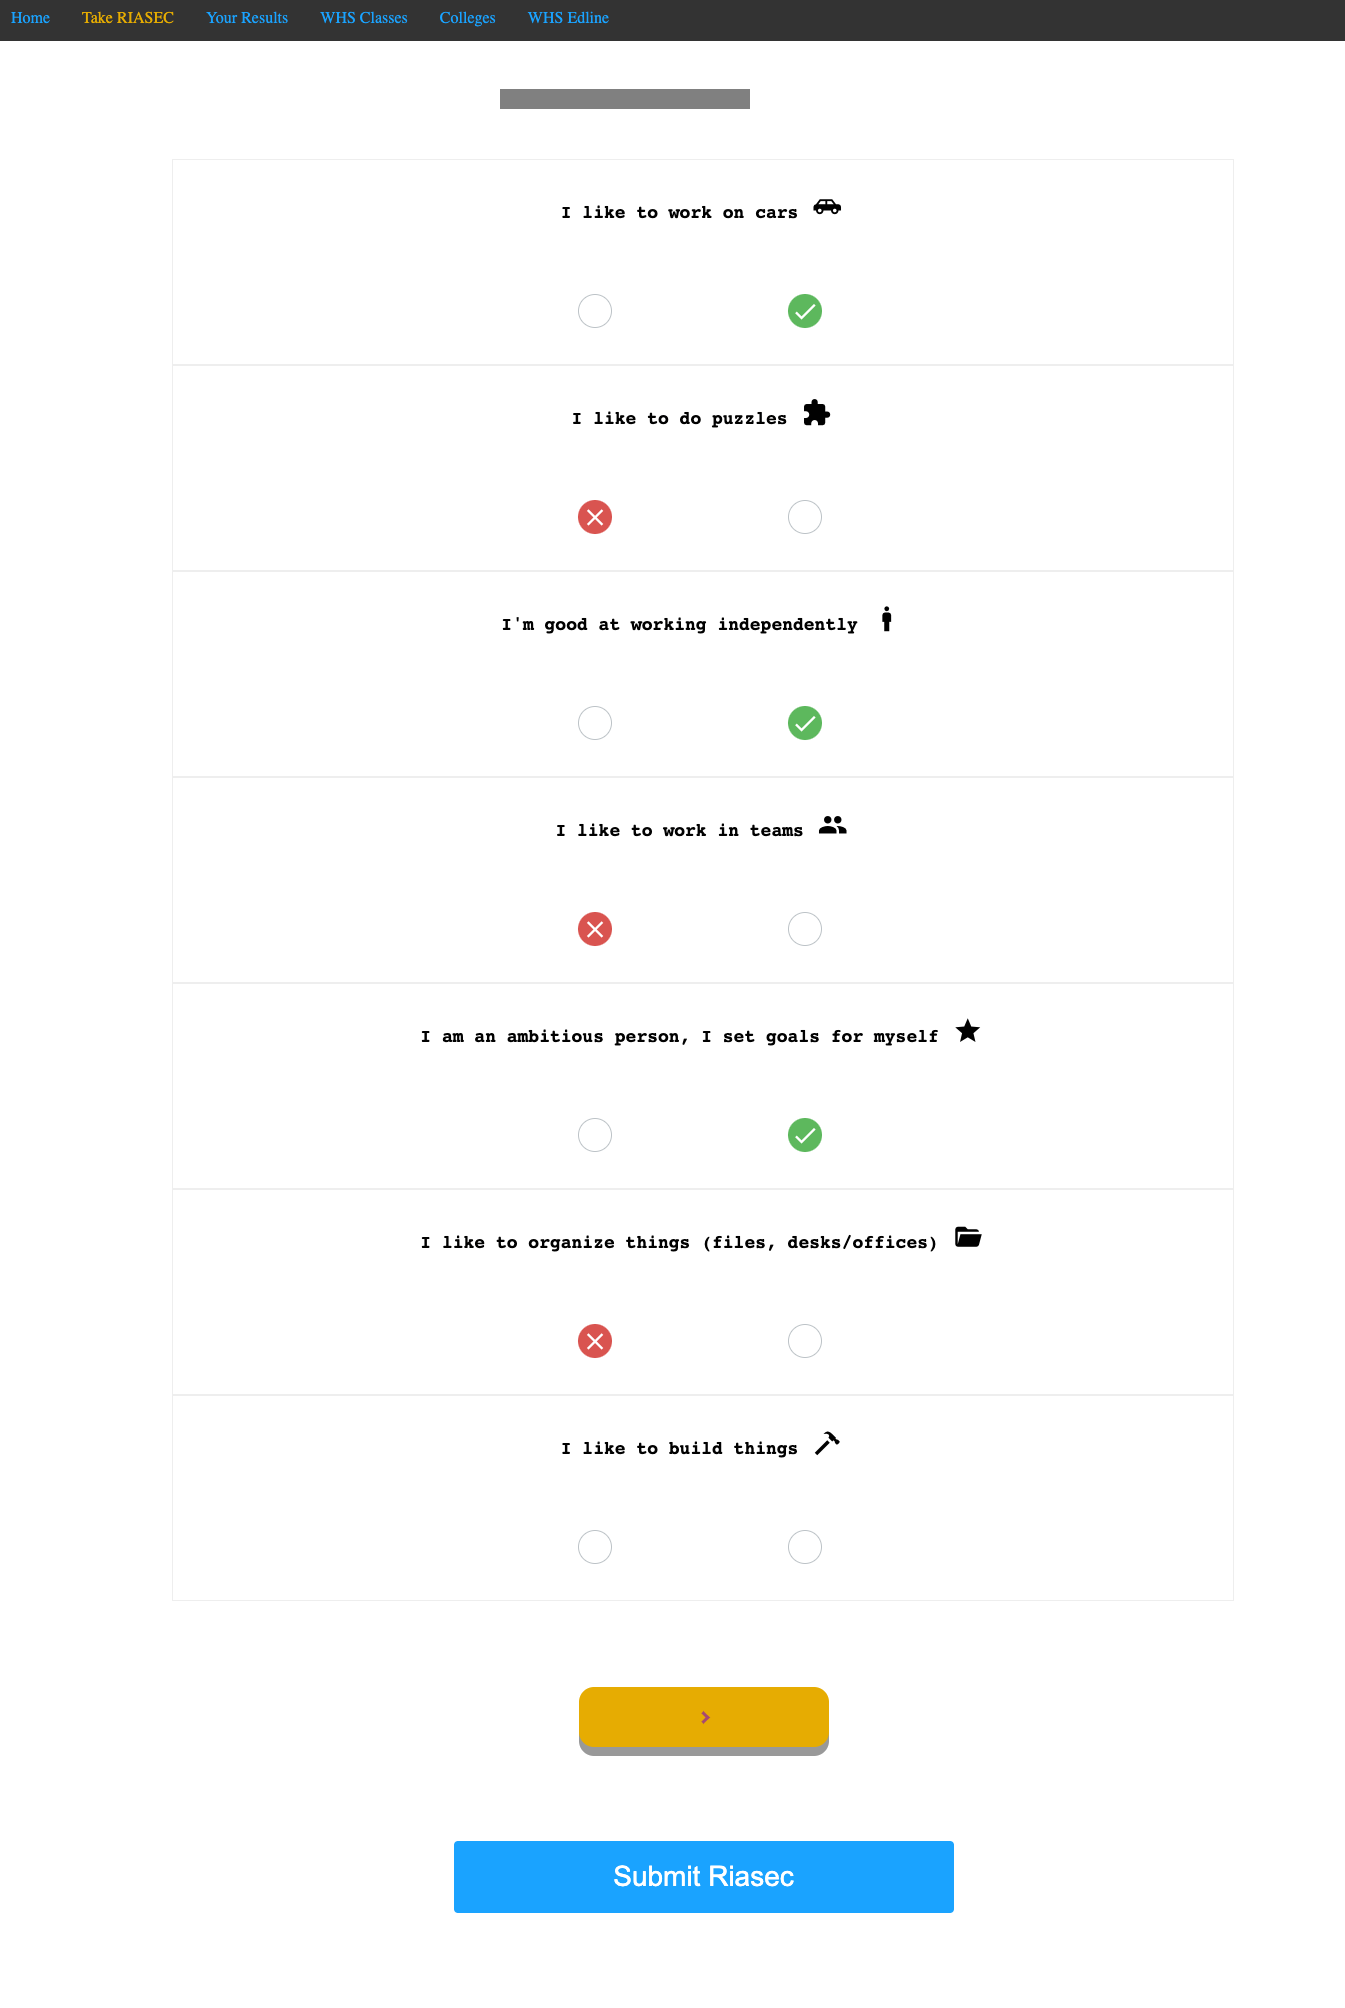 Home Take RIASEC Your Results WHS Classes Colleges WHS Edline
I like to work on cars
I like to do puzzles
I'm good at working independently
I like to work in teams
I am an ambitious person, I set goals for myself
I like to organize things (files, desks/offices)
I like to build things
Submit Riasec